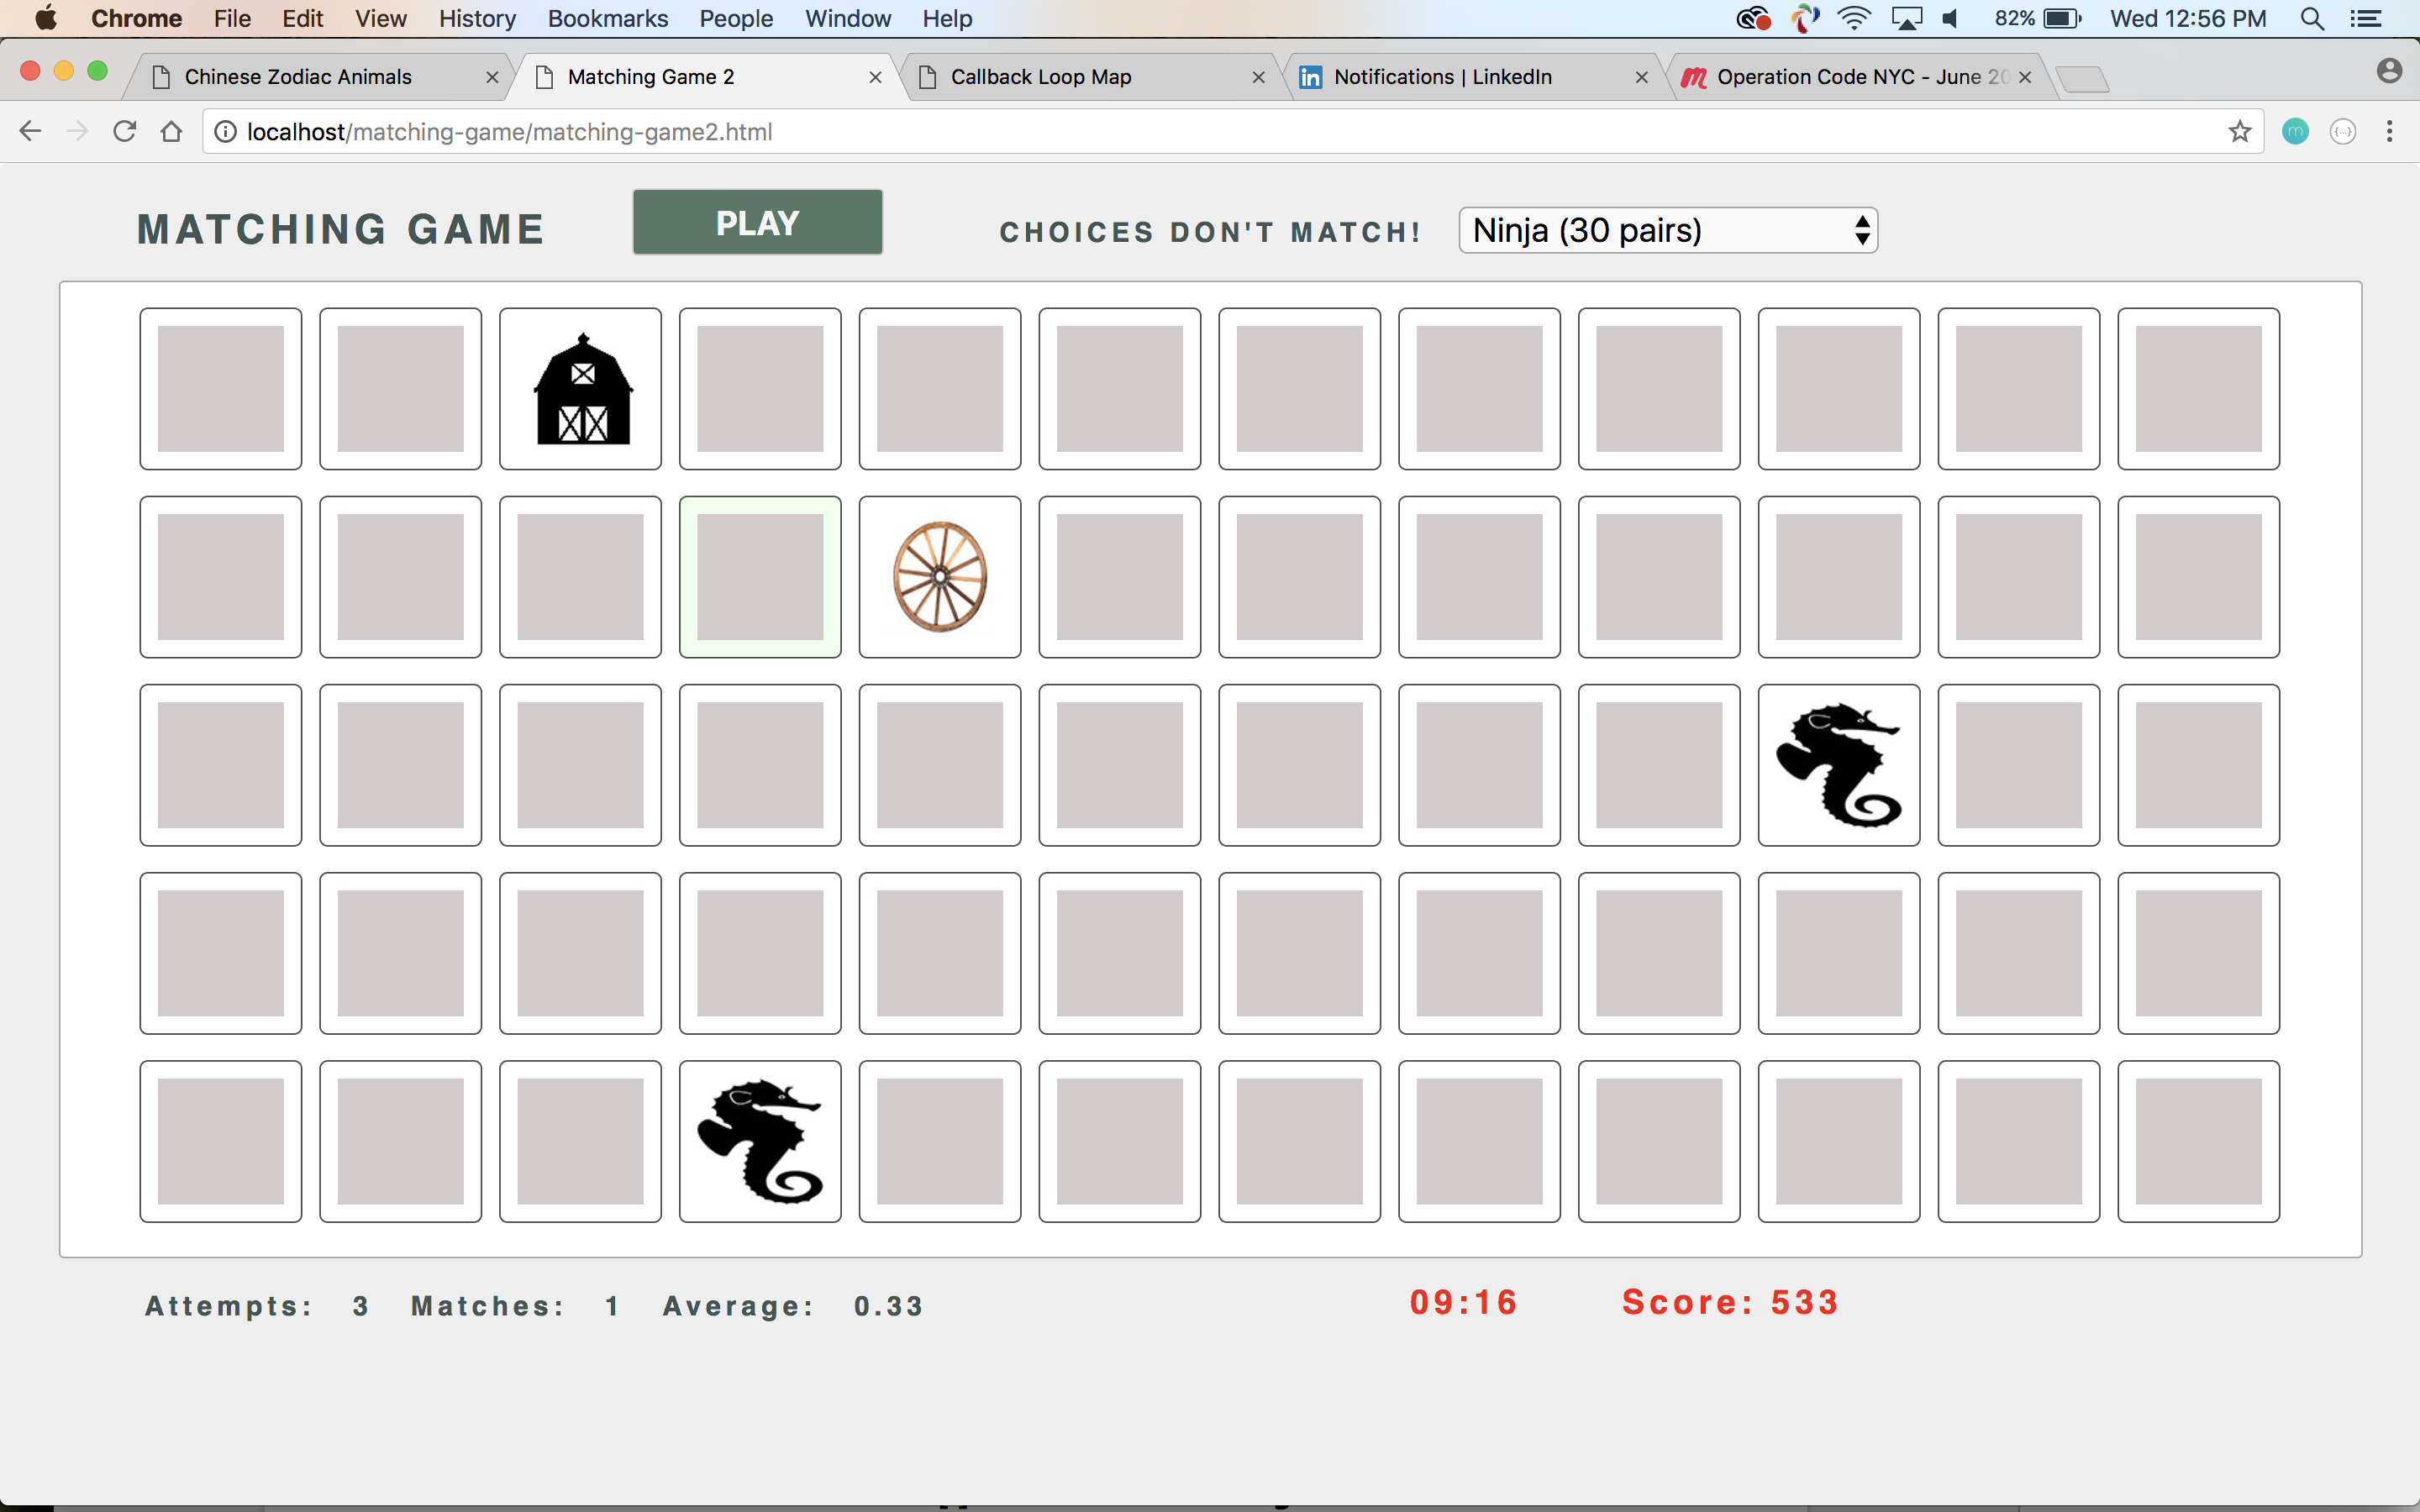 Chrome File Edit View History Bookmarks People Window Help 82% Wed 12:56 PM
Chinese Zodiac Animals Matching Game 2 Callback Loop Map in Notifications | LinkedIn Operation Code NYC - June 20
localhost/matching-game/matching-game2.html m {...}
MATCHING GAME PLAY CHOICES DON'T MATCH! Ninja (30 pairs)
Attempts: 3 Matches: 1 Average: 0.33 09:16 Score: 533